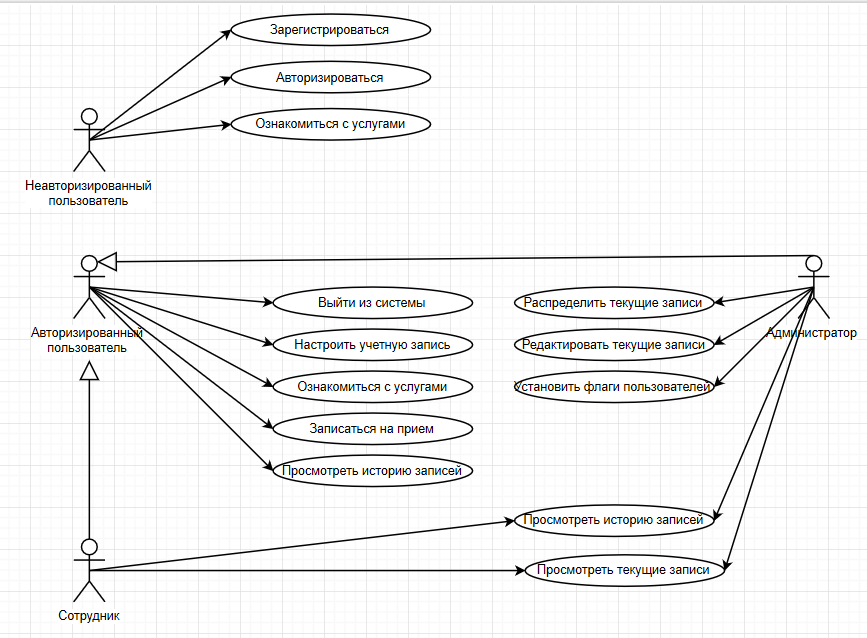 Зарегистрироваться
Авторизироваться
Ознакомиться с услугами
Неавторизированный
пользователь
Выйти из системы
Распределить текущие записи
Авторизированный
пользователь
Администратор
Настроить учетную запись
Редактировать текущие записи
Ознакомиться с услугами
Установить флаги пользователей
Записаться на прием
Просмотреть историю записей
Просмотреть историю записей
Просмотреть текущие записи
Сотрудник